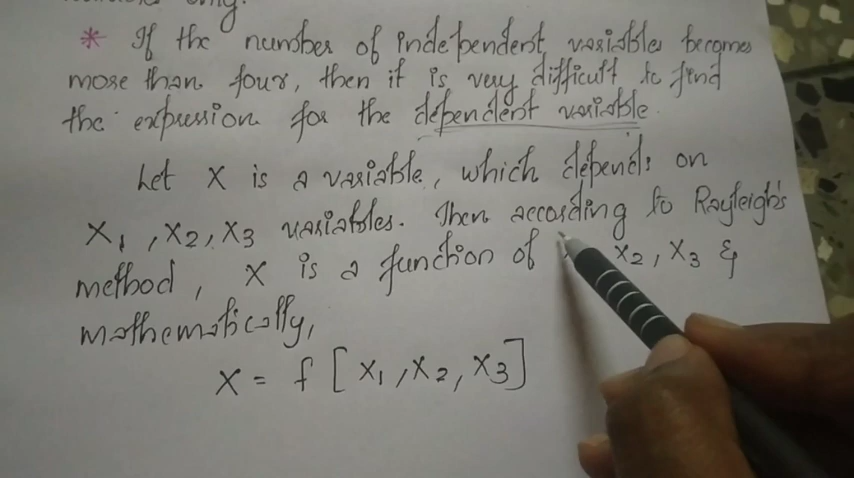 * If the number of independent variables becomes
more than four, then it is very difficult to find
the expression for the dependent variable.
Let X is a variable, which depends on
X1, X2, X3 variables. Then according to Rayleigh's
method, X is a function of X2, X3 &
mathematically,
X = f [X1, X2, X3]